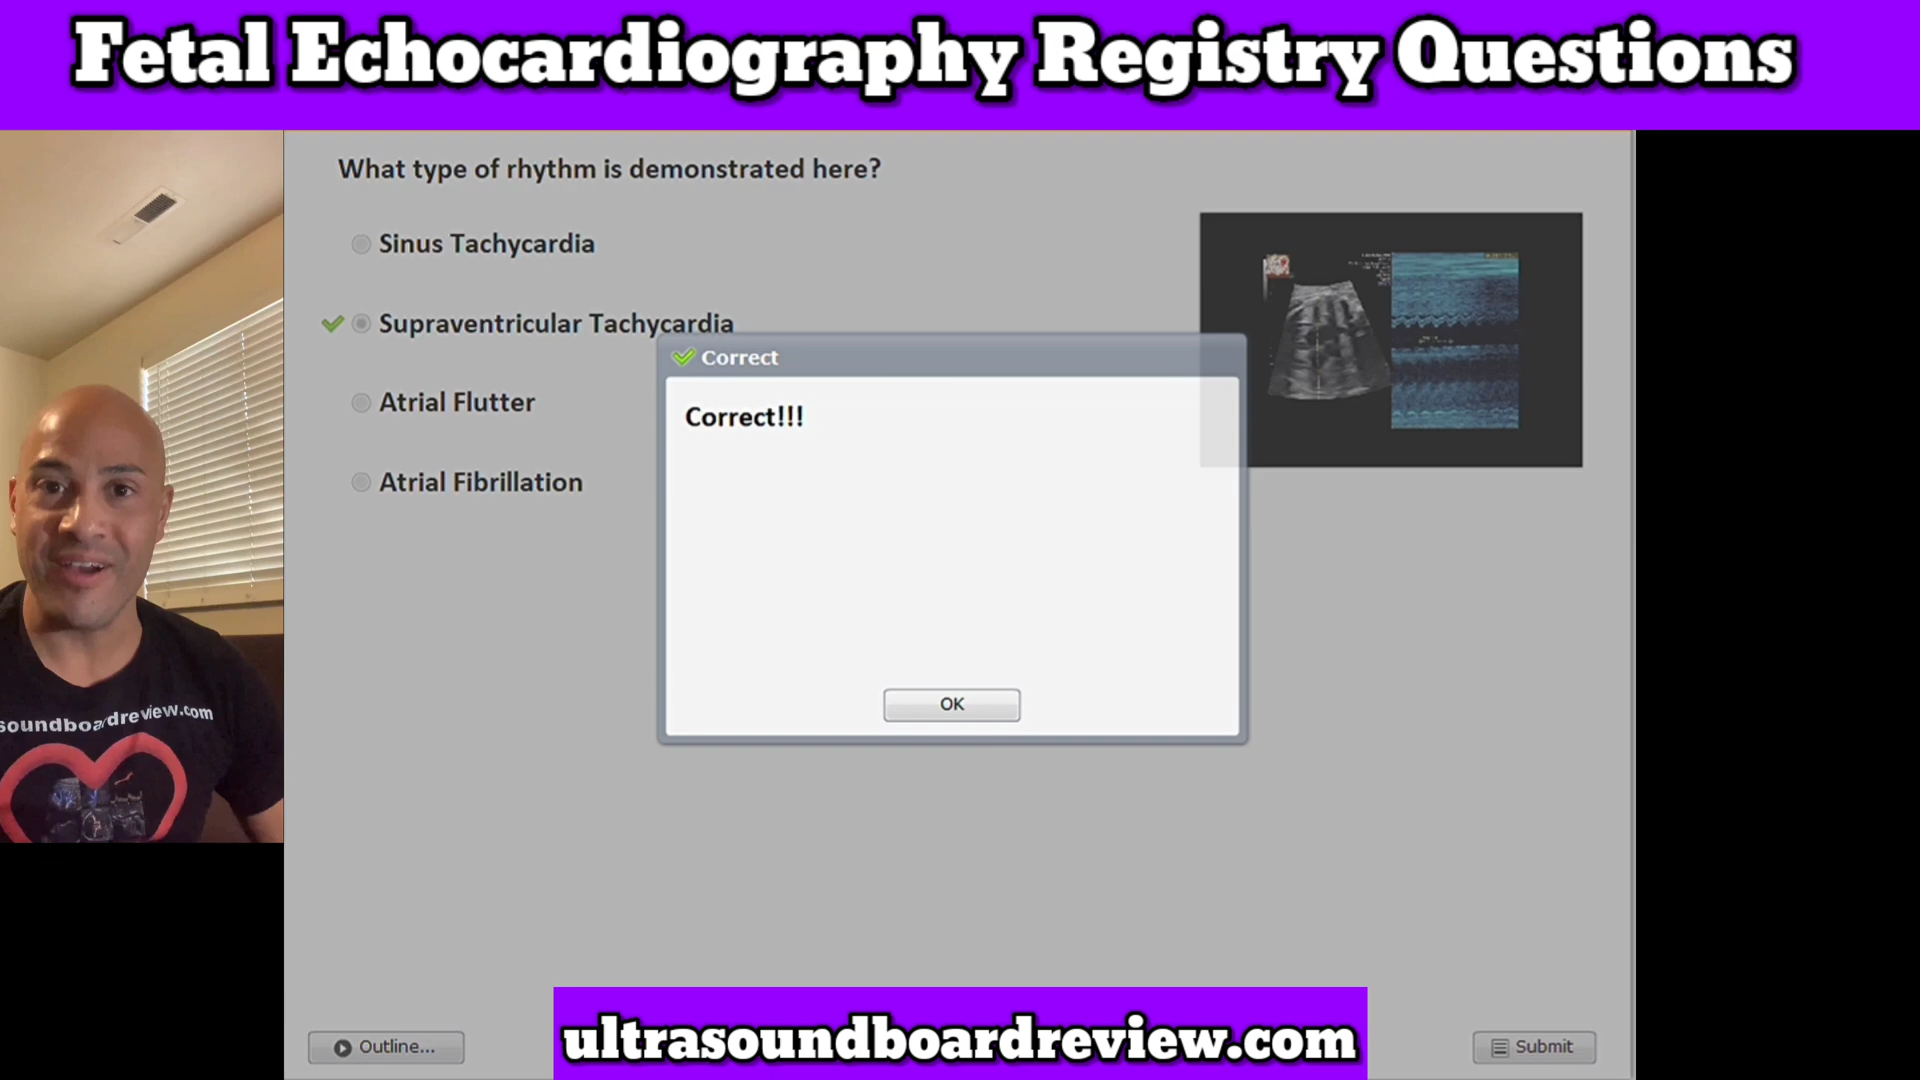 Fetal Echocardiography Registry Questions
What type of rhythm is demonstrated here?
Sinus Tachycardia
Supraventricular Tachycardia
Atrial Flutter
Atrial Fibrillation
Correct
Correct!!!
OK
soundboardreview.com
Outline...
ultrasoundboardreview.com
Submit